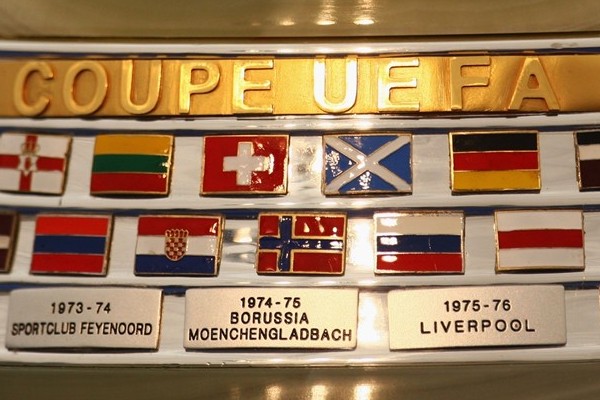 COUPE UEFA
1973-74
SPORTCLUB FEYENOORD
1974-75
BORUSSIA
MOENCHENGLADBACH
1975-76
LIVERPOOL